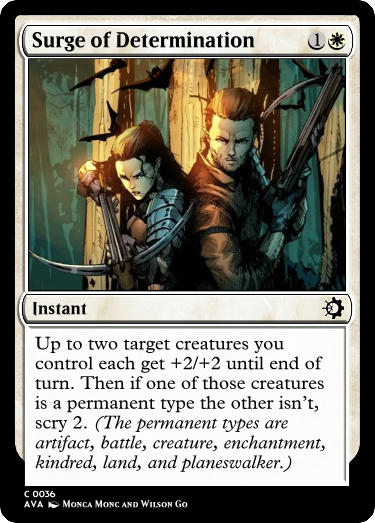 Surge of Determination 1
Instant
Up to two target creatures you
control each get +2/+2 until end of
turn. Then if one of those creatures
is a permanent type the other isn't,
scry 2. (The permanent types are
artifact, battle, creature, enchantment,
kindred, land, and planeswalker.)
C 0036
AVA Monca Monc and Wilson Go